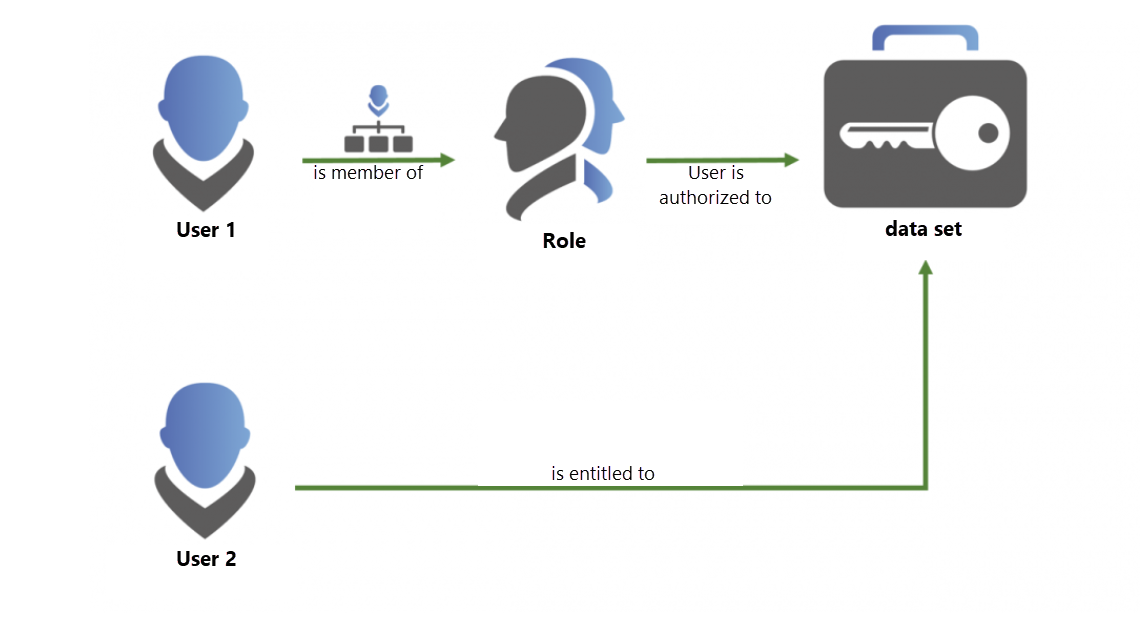 is member of
User is
authorized to
User 1
Role
data set
is entitled to
User 2